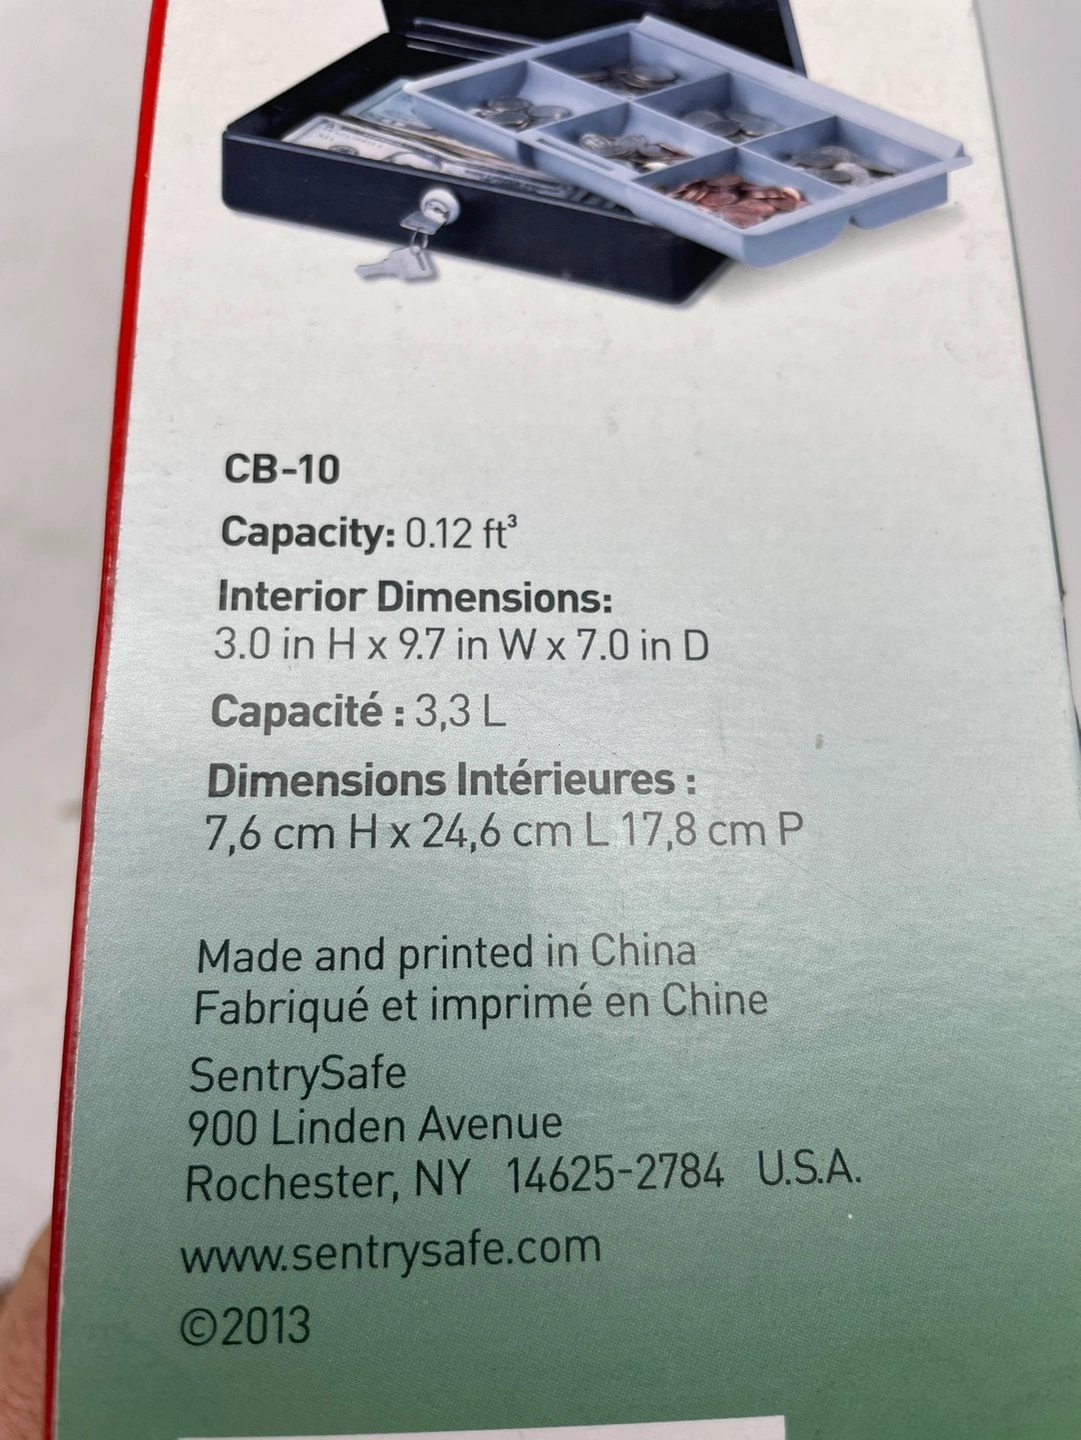 CB-10
Capacity: 0.12 ft³
Interior Dimensions:
3.0 in H x 9.7 in W x 7.0 in D
Capacité : 3,3 L
Dimensions Intérieures :
7,6 cm H x 24,6 cm L 17,8 cm P
Made and printed in China
Fabriqué et imprimé en Chine
SentrySafe
900 Linden Avenue
Rochester, NY 14625-2784 U.S.A.
www.sentrysafe.com
©2013